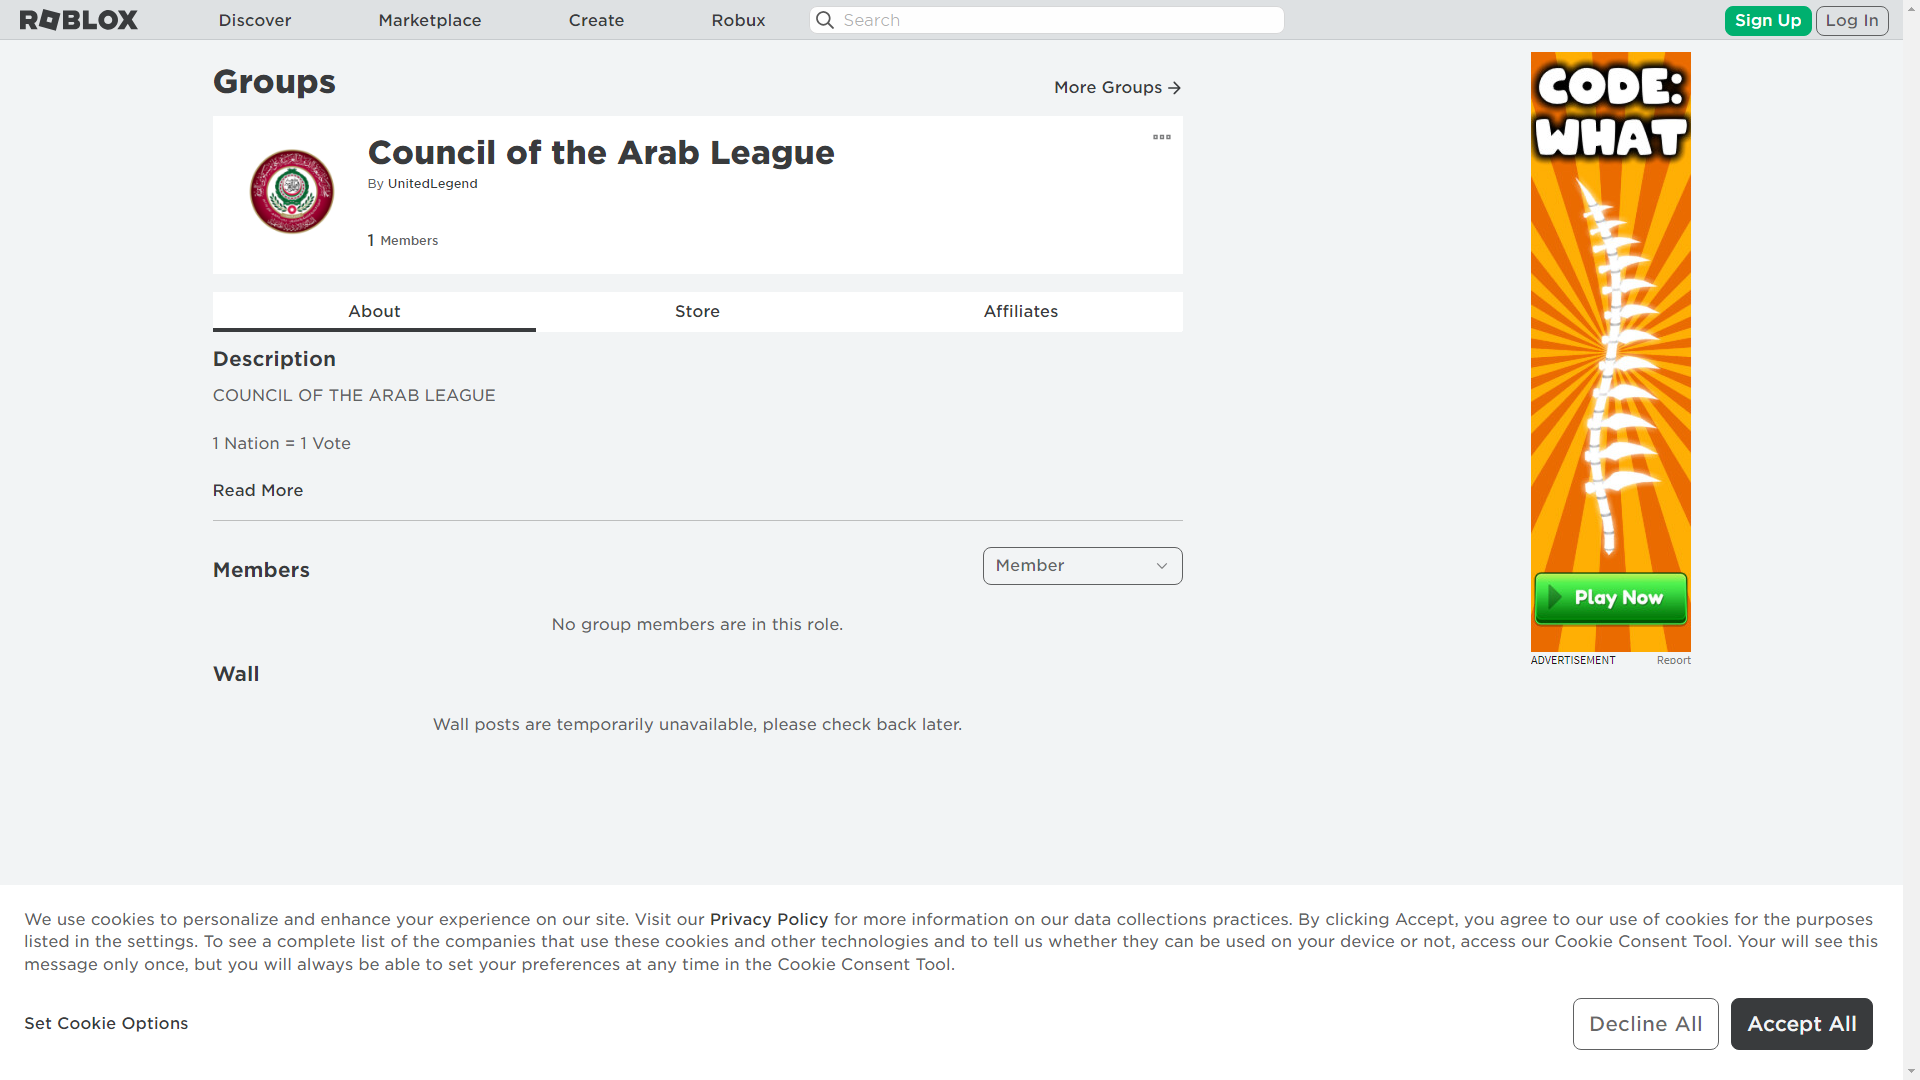 ROBLOX
Discover
Marketplace
Create
Robux
Search
Sign Up
Log In
Groups
More Groups
Council of the Arab League
By UnitedLegend
1 Members
About
Store
Affiliates
Description
COUNCIL OF THE ARAB LEAGUE
1 Nation = 1 Vote
Read More
Members
Member
No group members are in this role.
Wall
Wall posts are temporarily unavailable, please check back later.
CODE:
WHAT
Play Now
ADVERTISEMENT
Report
We use cookies to personalize and enhance your experience on our site. Visit our Privacy Policy for more information on our data collections practices. By clicking Accept, you agree to our use of cookies for the purposes
listed in the settings. To see a complete list of the companies that use these cookies and other technologies and to tell us whether they can be used on your device or not, access our Cookie Consent Tool. Your will see this
message only once, but you will always be able to set your preferences at any time in the Cookie Consent Tool.
Set Cookie Options
Decline All
Accept All